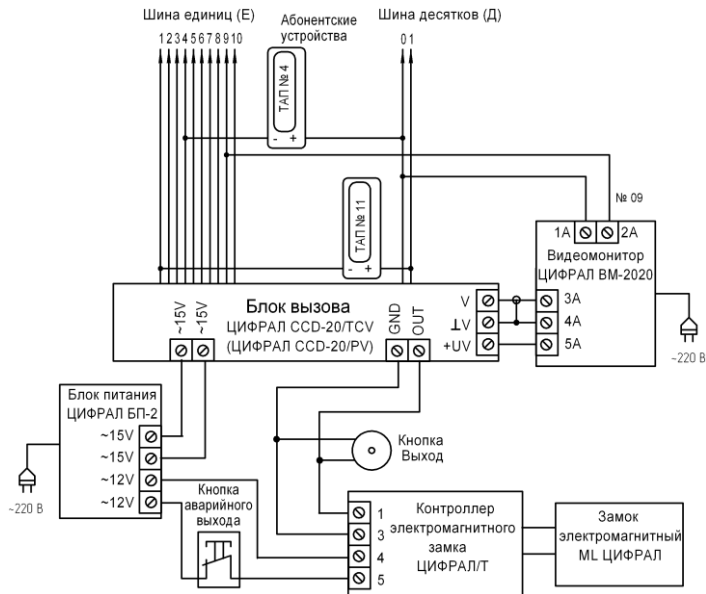 Шина единиц (Е)
Абонентские
устройства
Шина десятков (Д)
1 2 3 4 5 6 7 8 9 10
0 1
ТАП № 4
- +
ТАП № 11
- +
№ 09
1А 2А
Видеомонитор
ЦИФРАЛ ВМ-2020
3А
4А
5А
~220 В
~15V
~15V
Блок вызова
ЦИФРАЛ CCD-20/TCV
(ЦИФРАЛ CCD-20/PV)
GND
OUT
V
⊥V
+UV
Блок питания
ЦИФРАЛ БП-2
~15V
~15V
~12V
~12V
~220 В
Кнопка
Выход
Кнопка
аварийного
выхода
1
3
4
5
Контроллер
электромагнитного
замка
ЦИФРАЛ/Т
Замок
электромагнитный
ML ЦИФРАЛ